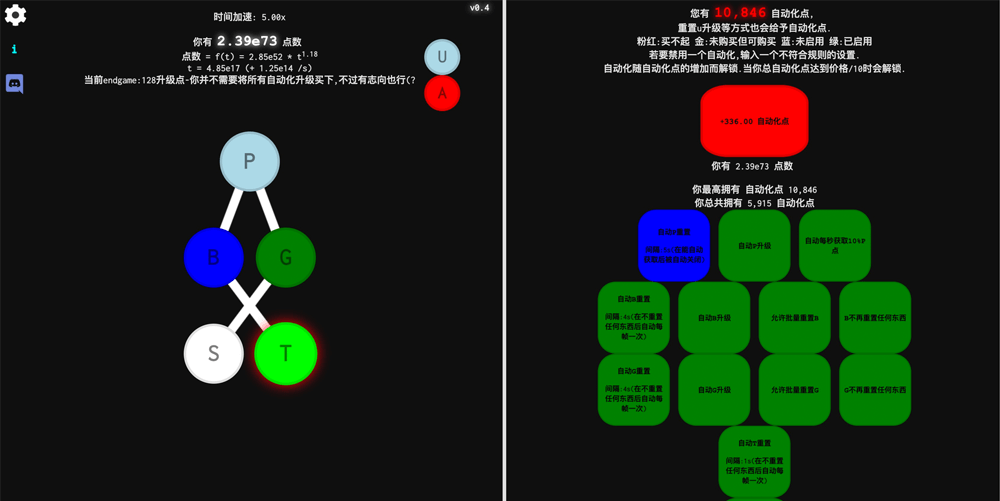 v0.4
时间加速: 5.00x
i
你有 2.39e73 点数
点数 = f(t) = 2.85e52 * t^1.18
t = 4.85e17 (+ 1.25e14 /s)
当前endgame:128升级点-你并不需要将所有自动化升级买下,不过有志向也行(?
U
A
P
B
G
S
T
您有 10,846 自动化点,
重置u升级等方式也会给予自动化点.
粉红:买不起 金:未购买但可购买 蓝:未启用 绿:已启用
若要禁用一个自动化,输入一个不符合规则的设置.
自动化随自动化点的增加而解锁.当你总自动化点达到价格/10时会解锁.
+336.00 自动化点
你有 2.39e73 点数
你最高拥有 自动化点 10,846
你总共拥有 5,915 自动化点
自动P升级
自动每秒获取10%P
点
自动B重置
间隔:4s(在不重置
任何东西后自动每
帧一次)
自动B升级
允许批量重置B
B不再重置任何东西
自动G重置
间隔:4s(在不重置
任何东西后自动每
帧一次)
自动G升级
允许批量重置G
G不再重置任何东西
自动T重置
间隔:1s(在不重置
任何东西后自动每
帧一次)